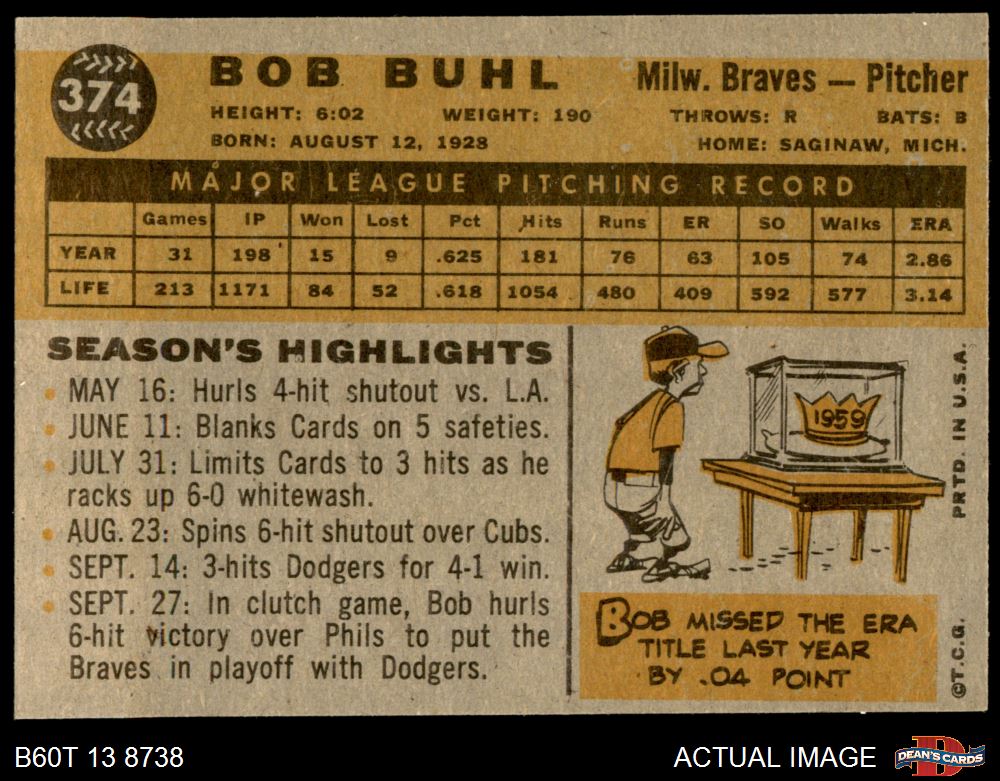 374
BOB BUHL
Milw. Braves — Pitcher
HEIGHT: 6:02 WEIGHT: 190 THROWS: R BATS: B
BORN: AUGUST 12, 1928 HOME: SAGINAW, MICH.
MAJOR LEAGUE PITCHING RECORD
Games IP Won Lost Pct Hits Runs ER SO Walks ERA
YEAR 31 198 15 9 .625 181 76 63 105 74 2.86
LIFE 213 1171 84 52 .618 1054 480 409 592 577 3.14
SEASON'S HIGHLIGHTS
• MAY 16: Hurls 4-hit shutout vs. L.A.
• JUNE 11: Blanks Cards on 5 safeties.
• JULY 31: Limits Cards to 3 hits as he
racks up 6-0 whitewash.
• AUG. 23: Spins 6-hit shutout over Cubs.
• SEPT. 14: 3-hits Dodgers for 4-1 win.
• SEPT. 27: In clutch game, Bob hurls
6-hit victory over Phils to put the
Braves in playoff with Dodgers.
1959
BOB MISSED THE ERA
TITLE LAST YEAR
BY .04 POINT
PRTD. IN U.S.A.
©T.C.G.
B60T 13 8738
ACTUAL IMAGE
D
DEAN'S CARDS